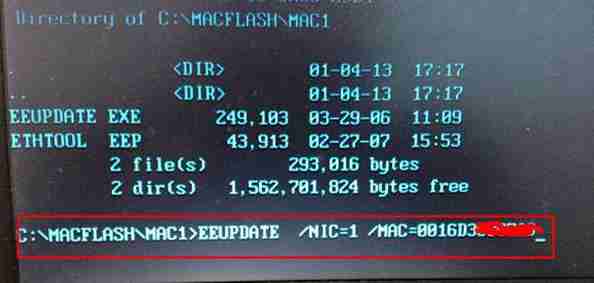 Directory of C:\MACFLASH\MAC1
. <DIR> 01-04-13 17:17
.. <DIR> 01-04-13 17:17
EEUPDATE EXE 249,103 03-29-06 11:09
ETHTOOL EEP 43,913 02-27-07 15:53
2 file(s) 293,016 bytes
2 dir(s) 1,562,701,824 bytes free
C:\MACFLASH\MAC1>EEUPDATE /NIC=1 /MAC=0016D3